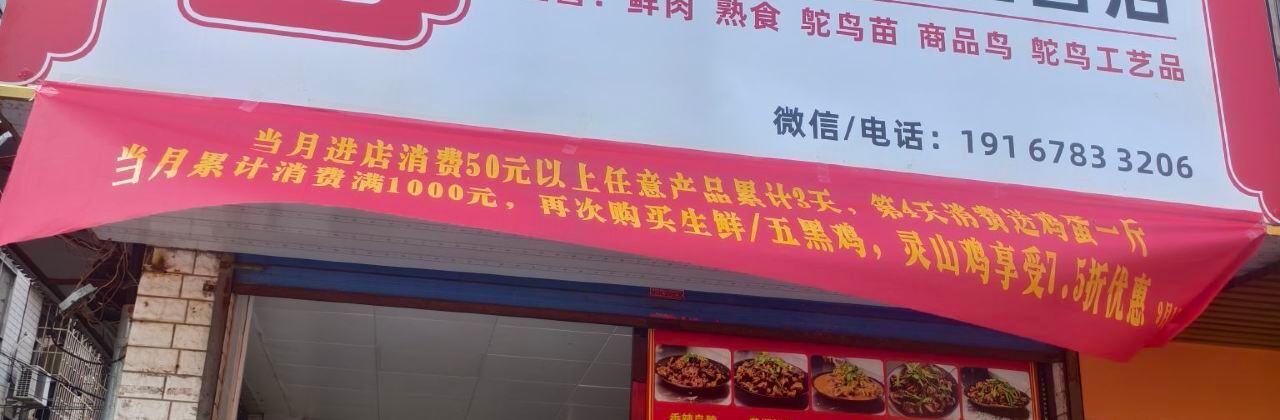 鲜肉 熟食 鸵鸟苗 商品鸟 鸵鸟工艺品
微信/电话：191 6783 3206
当月进店消费50元以上任意产品累计3天，第4天消费送鸡蛋一斤
当月累计消费满1000元，再次购买生鲜/五黑鸡，灵山鸡享受7.5折优惠